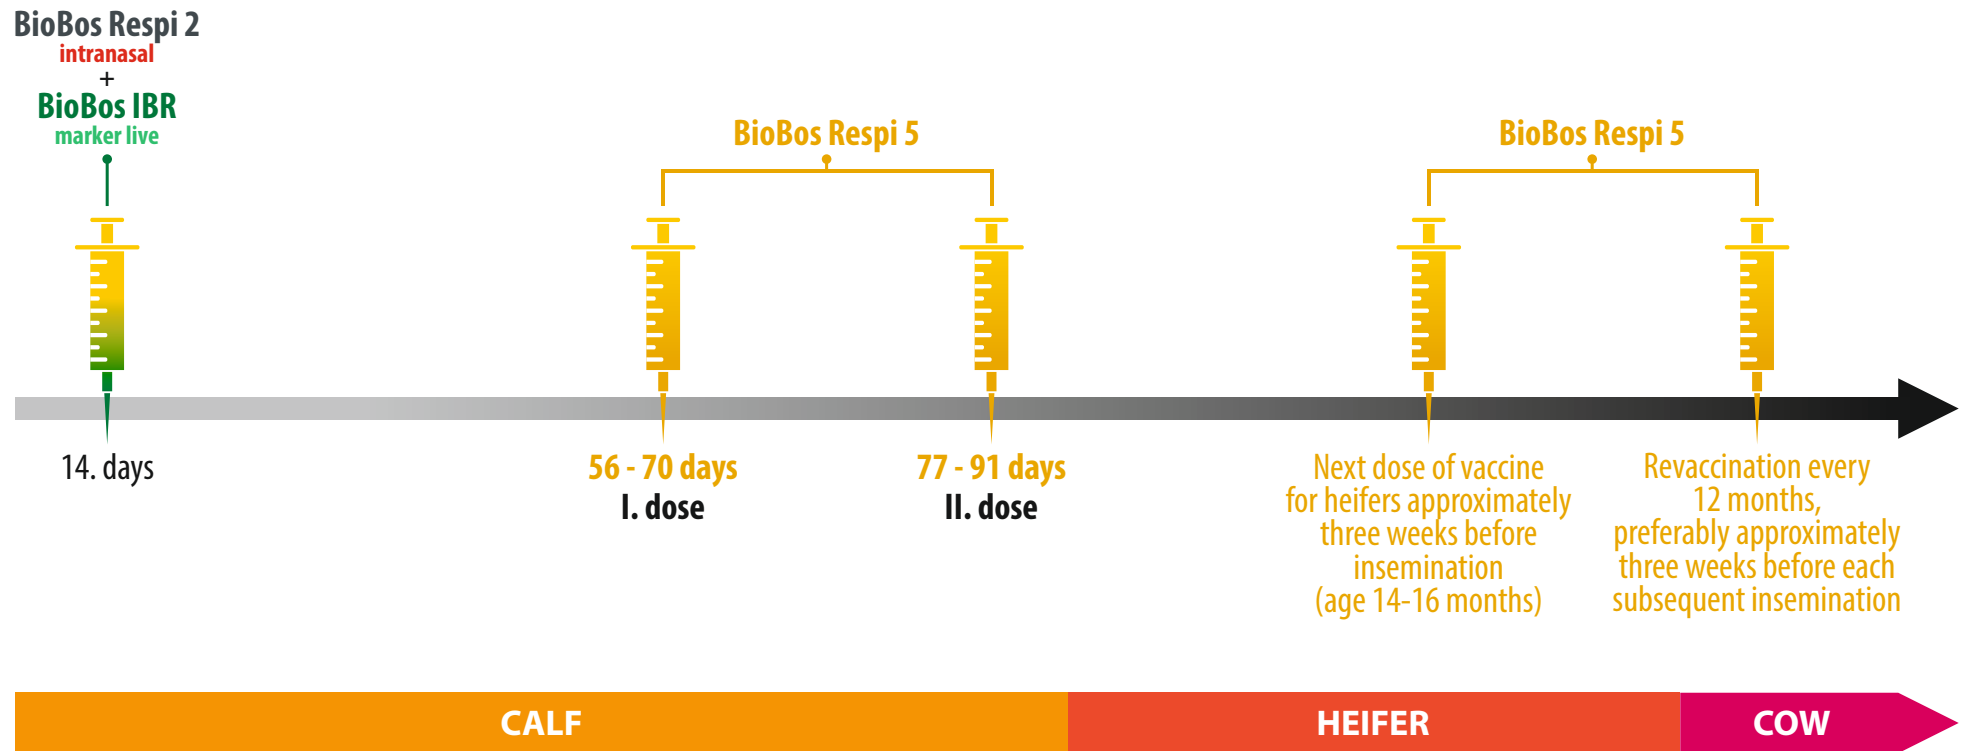 BioBos Respi 2
intranasal
+
BioBos IBR
marker live
BioBos Respi 5
BioBos Respi 5
14. days
56 - 70 days
I. dose
77 - 91 days
II. dose
Next dose of vaccine
for heifers approximately
three weeks before
insemination
(age 14-16 months)
Revaccination every
12 months,
preferably approximately
three weeks before each
subsequent insemination
CALF
HEIFER
COW